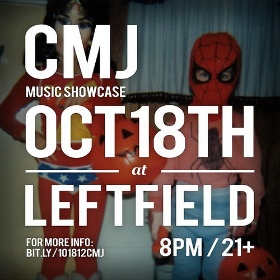 CMJ
MUSIC SHOWCASE
OCT18TH
at
LEFTFIELD
FOR MORE INFO:
BIT.LY/101812CMJ
8PM / 21+